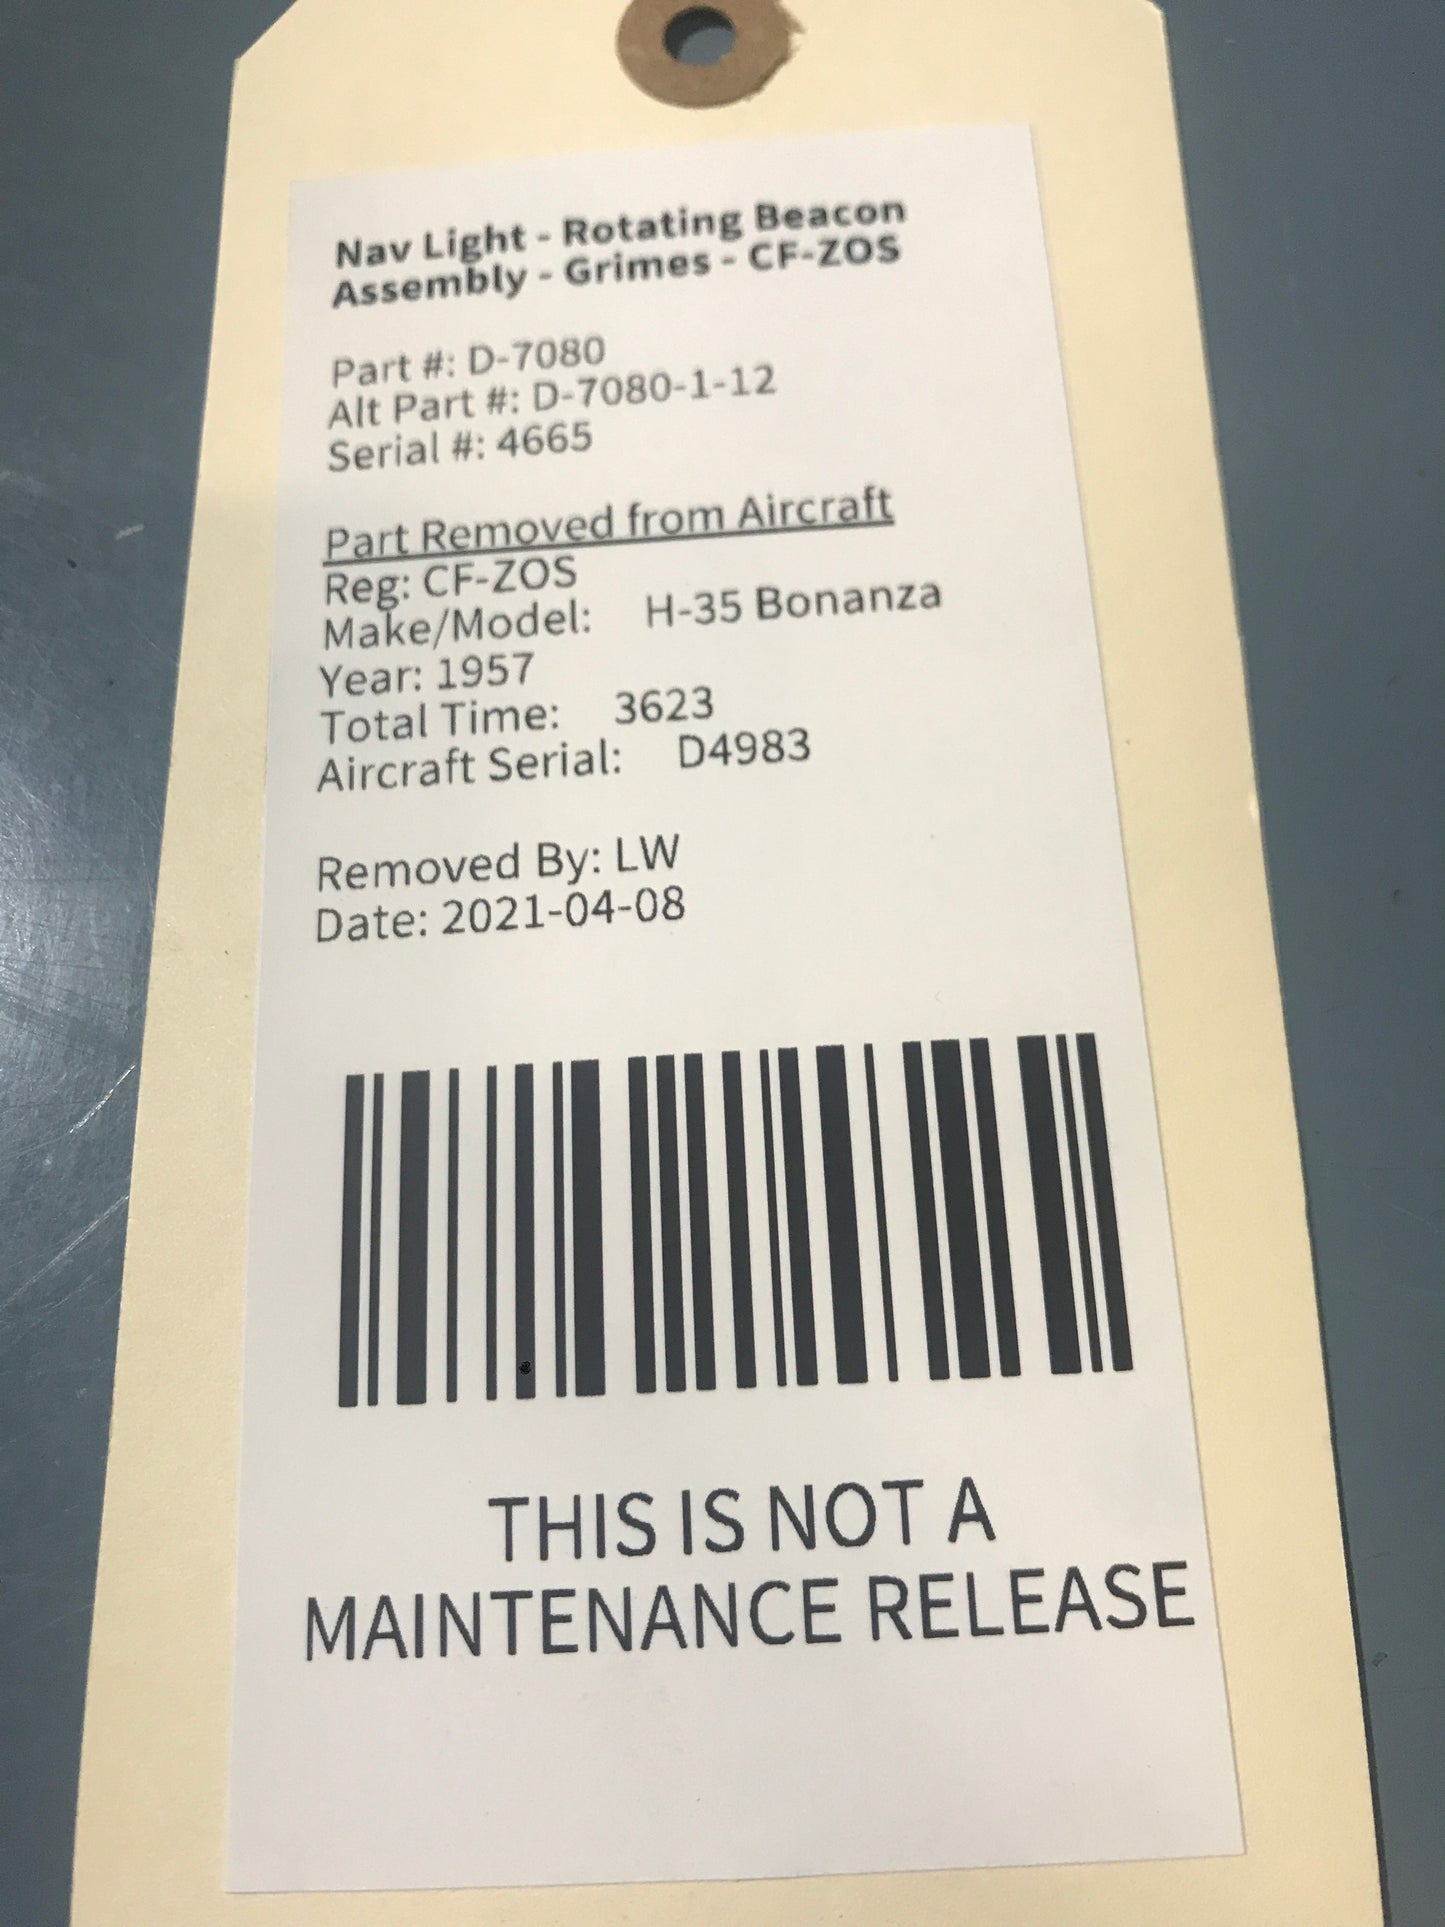 Nav Light - Rotating Beacon
Assembly - Grimes - CF-ZOS
Part #: D-7080
Alt Part #: D-7080-1-12
Serial #: 4665
Part Removed from Aircraft
Reg: CF-ZOS
Make/Model: H-35 Bonanza
Year: 1957
Total Time: 3623
Aircraft Serial: D4983
Removed By: LW
Date: 2021-04-08
THIS IS NOT A
MAINTENANCE RELEASE